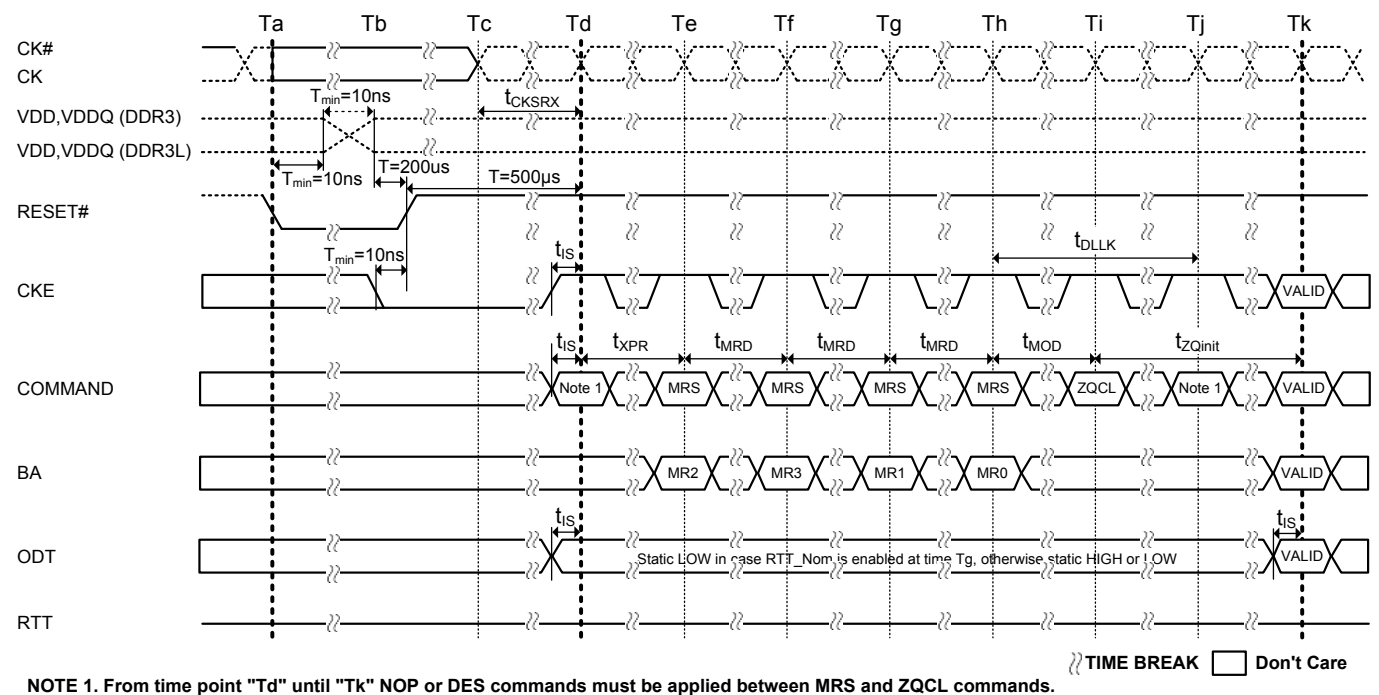 Ta Tb Tc Td Te Tf Tg Th Ti Tj Tk
CK#
CK
Tmin=10ns
tCKSRX
VDD,VDDQ (DDR3)
VDD,VDDQ (DDR3L)
Tmin=10ns
T=200us
T=500µs
RESET#
Tmin=10ns
tIS
tDLLK
CKE
VALID
tIS tXPR tMRD tMRD tMRD tMOD tZQinit
COMMAND
Note 1 MRS MRS MRS MRS ZQCL Note 1 VALID
BA
MR2 MR3 MR1 MR0 VALID
tIS
tIS
ODT
Static LOW in case RTT_Nom is enabled at time Tg, otherwise static HIGH or LOW
VALID
RTT
TIME BREAK Don't Care
NOTE 1. From time point "Td" until "Tk" NOP or DES commands must be applied between MRS and ZQCL commands.